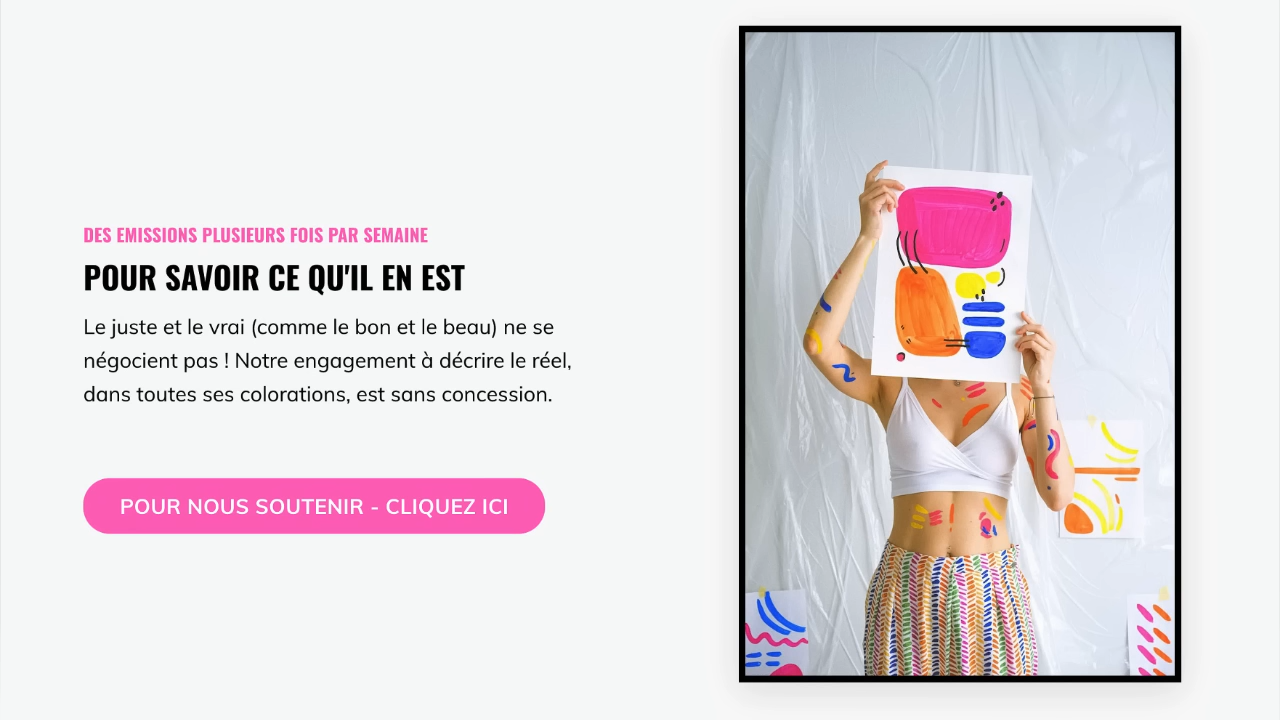 DES EMISSIONS PLUSIEURS FOIS PAR SEMAINE
POUR SAVOIR CE QU'IL EN EST
Le juste et le vrai (comme le bon et le beau) ne se
négocient pas ! Notre engagement à décrire le réel,
dans toutes ses colorations, est sans concession.
POUR NOUS SOUTENIR - CLIQUEZ ICI